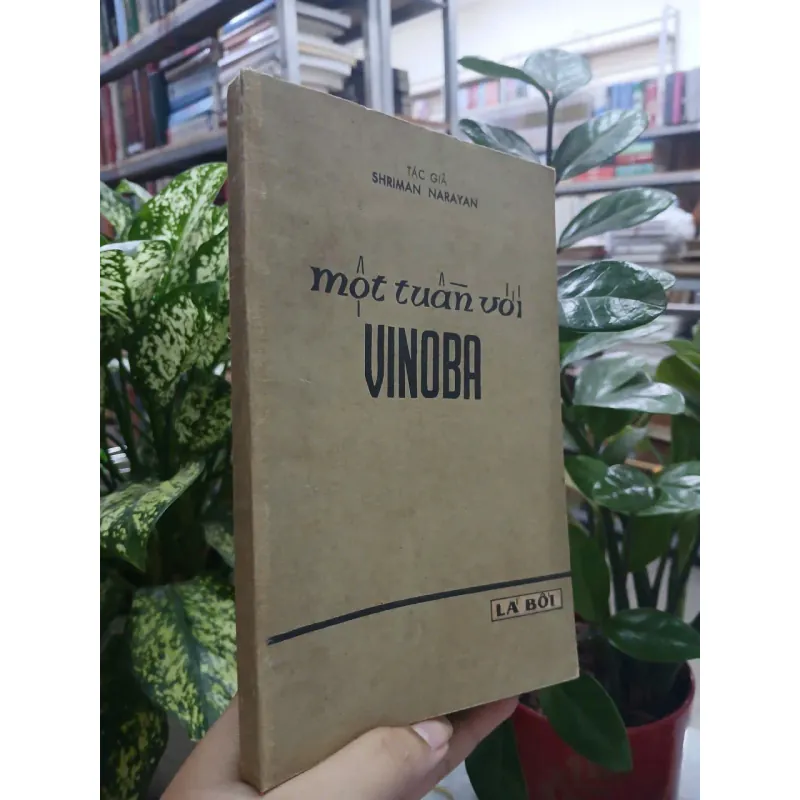 TÁC GIẢ
SHRIMAN NARAYAN
một tuần với
VINOBA
LÁ BỐI